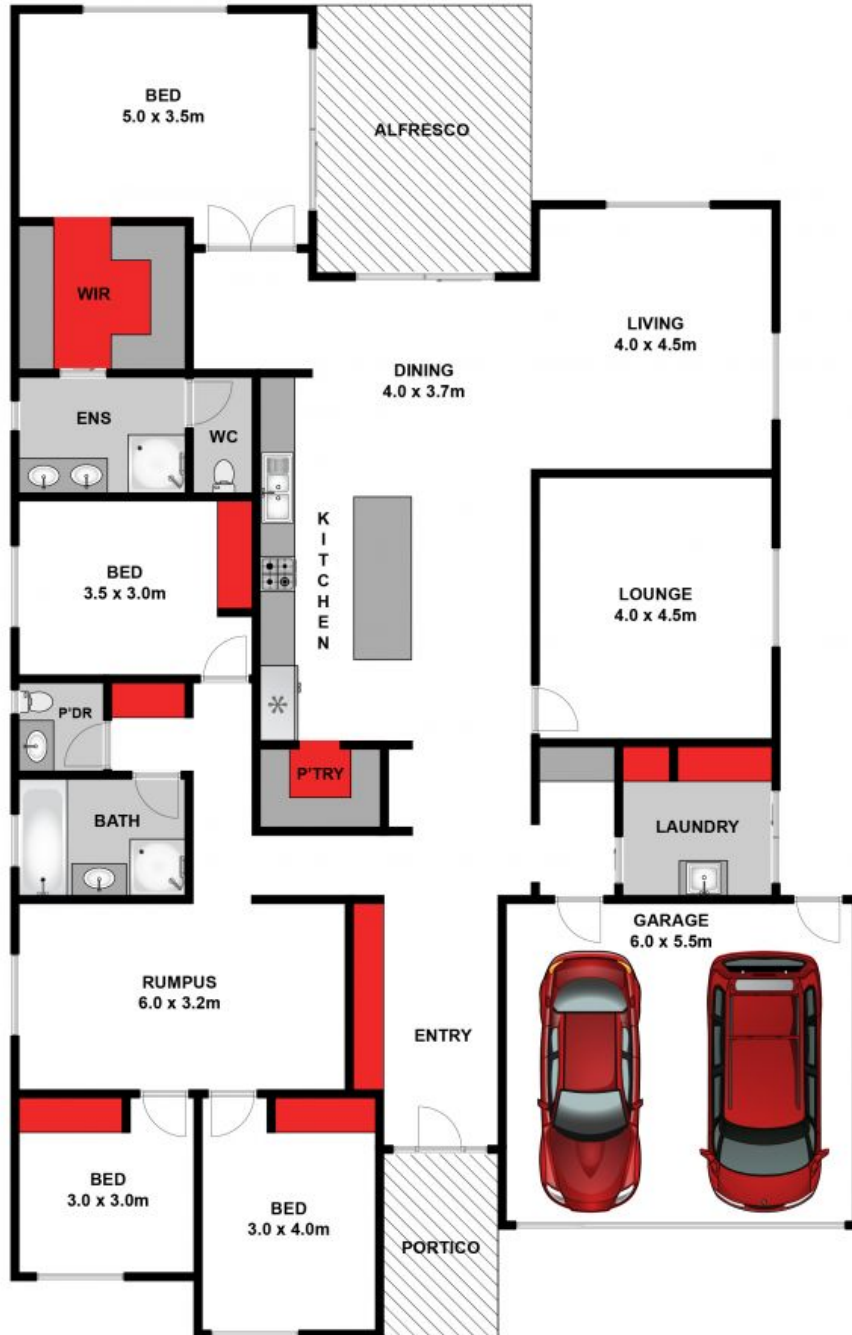 BED
5.0 x 3.5m
ALFRESCO
WIR
LIVING
4.0 x 4.5m
DINING
4.0 x 3.7m
ENS
WC
KITCHEN
BED
3.5 x 3.0m
LOUNGE
4.0 x 4.5m
P'DR
P'TRY
BATH
LAUNDRY
GARAGE
6.0 x 5.5m
RUMPUS
6.0 x 3.2m
ENTRY
BED
3.0 x 3.0m
BED
3.0 x 4.0m
PORTICO